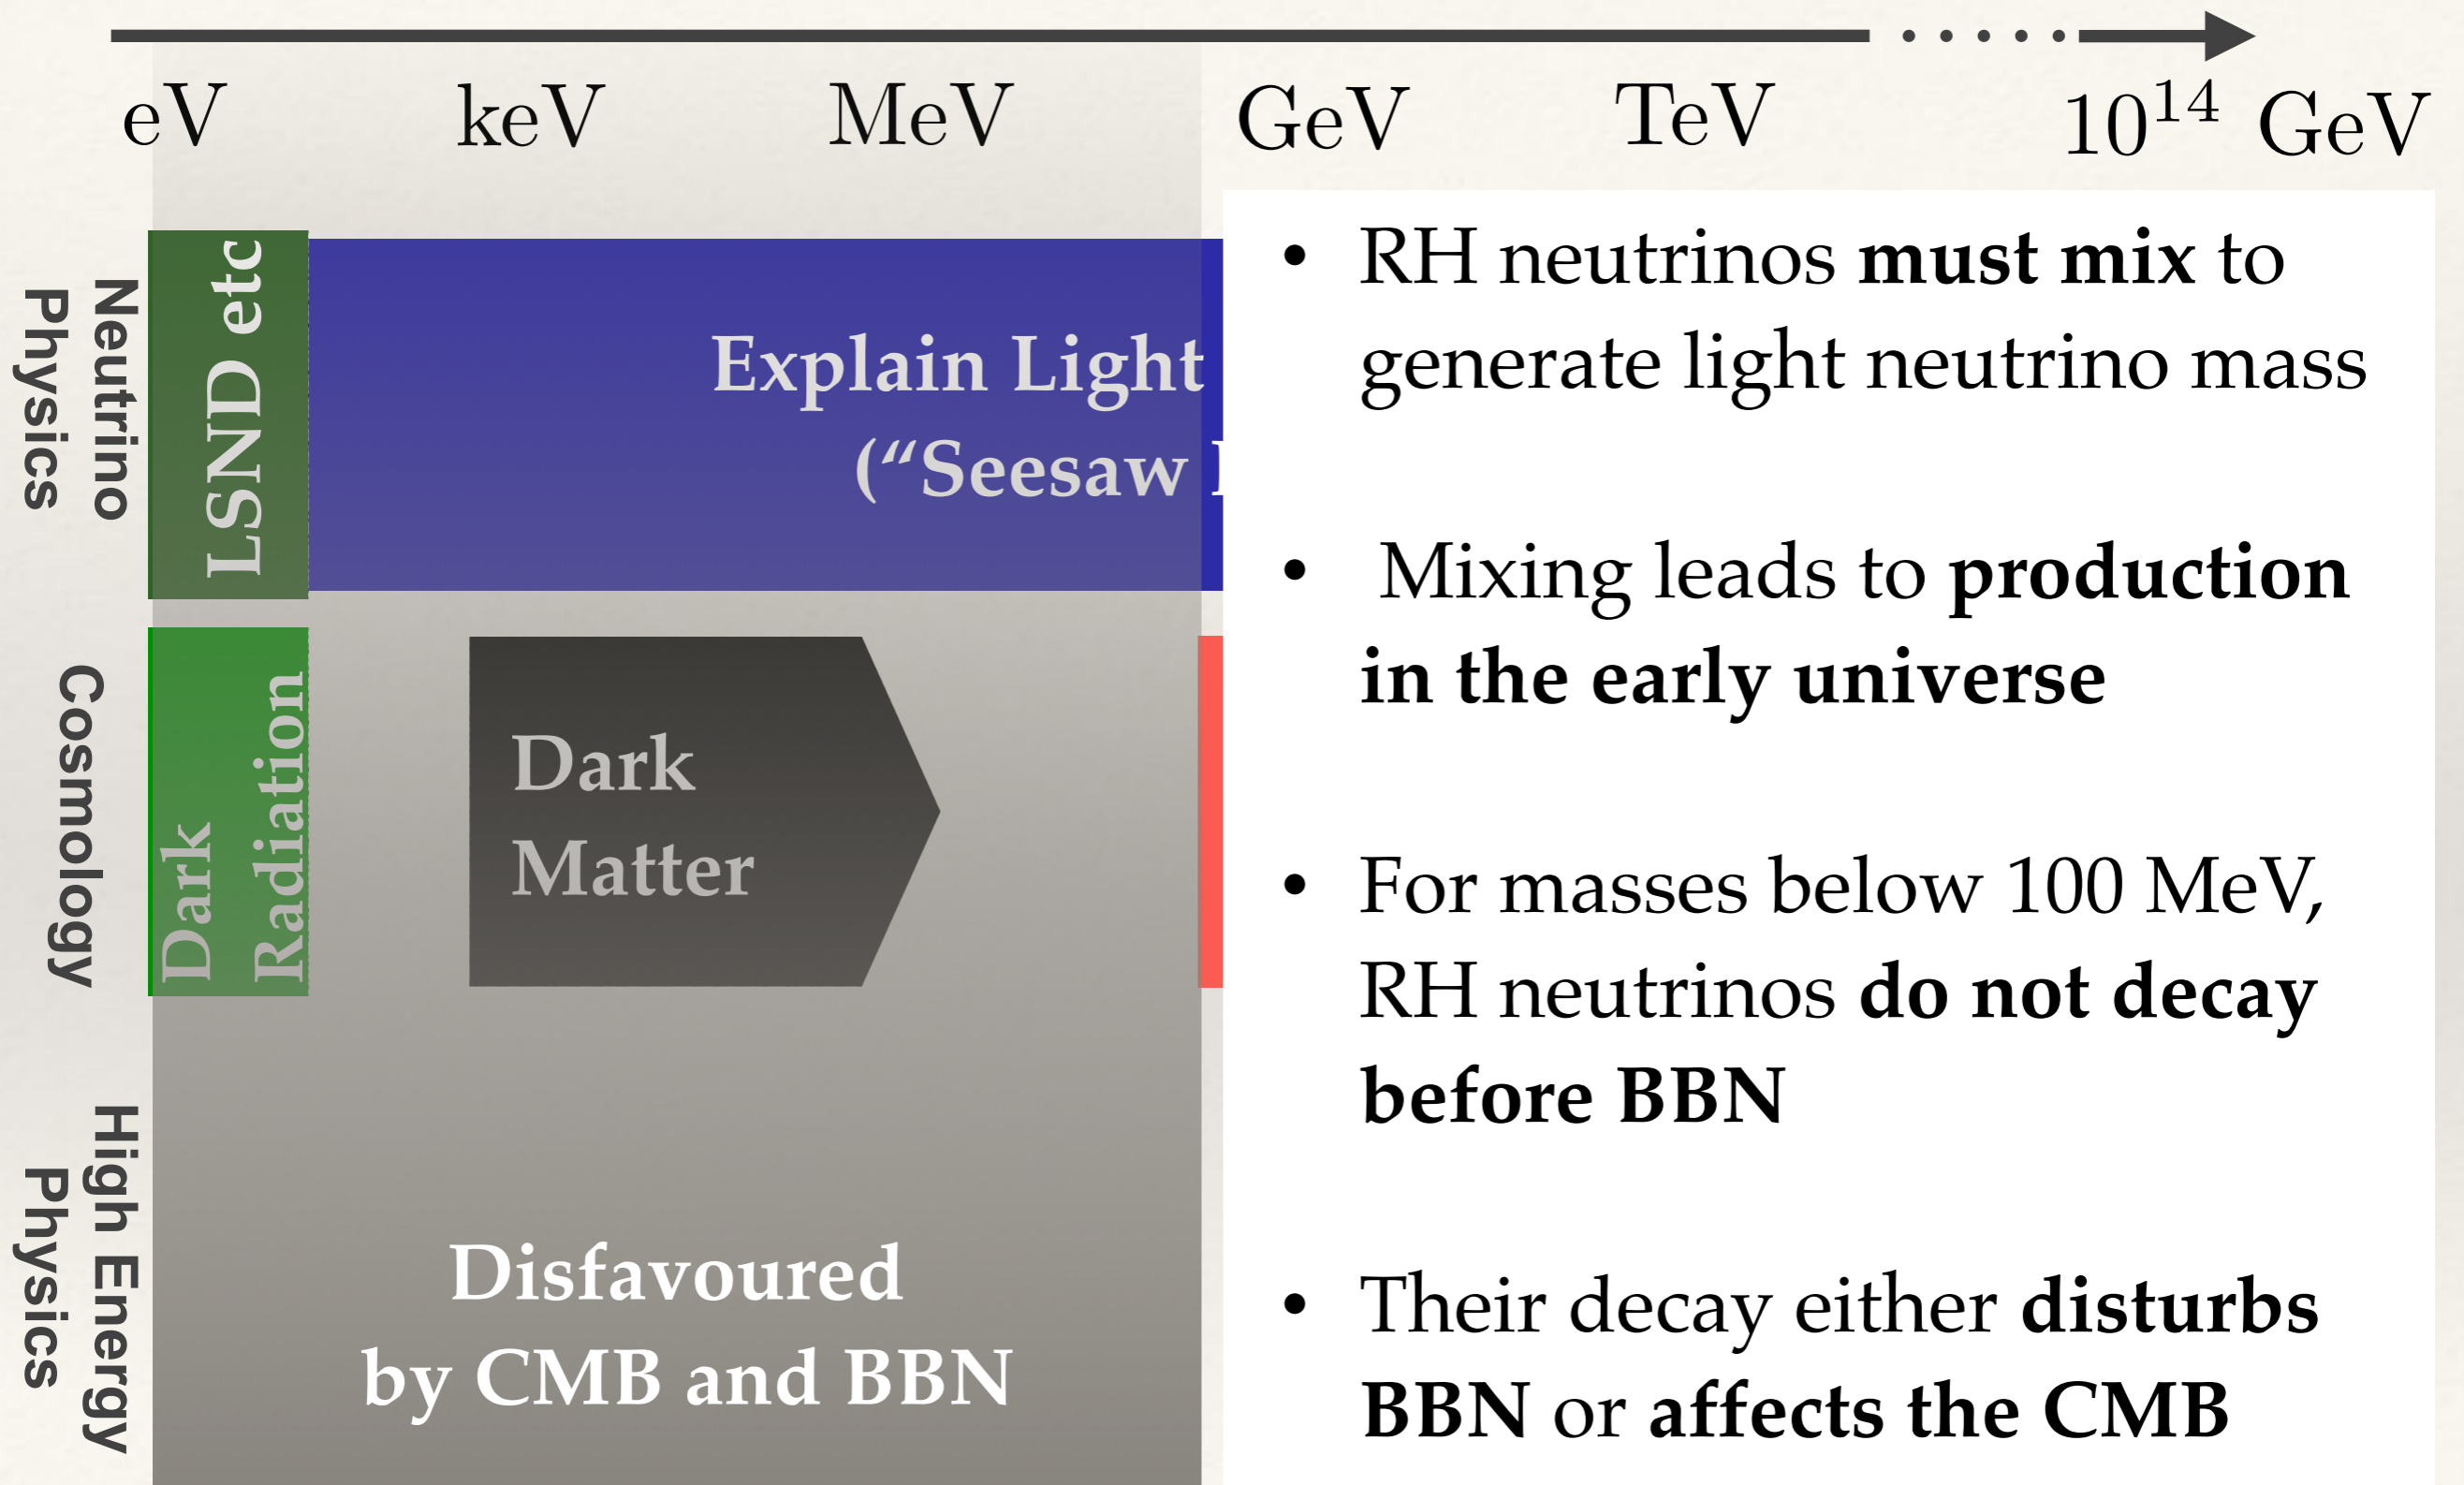 eV keV MeV GeV TeV 10¹⁴ GeV
Neutrino
Physics
LSND etc
Explain Light
("Seesaw
Cosmology
Dark
Radiation
Dark
Matter
High Energy
Physics
Disfavoured
by CMB and BBN
• RH neutrinos must mix to
generate light neutrino mass
• Mixing leads to production
in the early universe
• For masses below 100 MeV,
RH neutrinos do not decay
before BBN
• Their decay either disturbs
BBN or affects the CMB